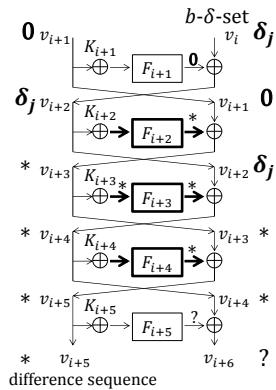 b-δ-set
0 v_{i+1} K_{i+1} F_{i+1} 0 v_i δ_j
δ_j v_{i+2} K_{i+2} F_{i+2} * v_{i+1} 0
* v_{i+3} K_{i+3} * F_{i+3} * v_{i+2} δ_j
* v_{i+4} K_{i+4} * F_{i+4} * v_{i+3} *
* v_{i+5} K_{i+5} F_{i+5} ? v_{i+4} *
* v_{i+5} v_{i+6} ?
difference sequence